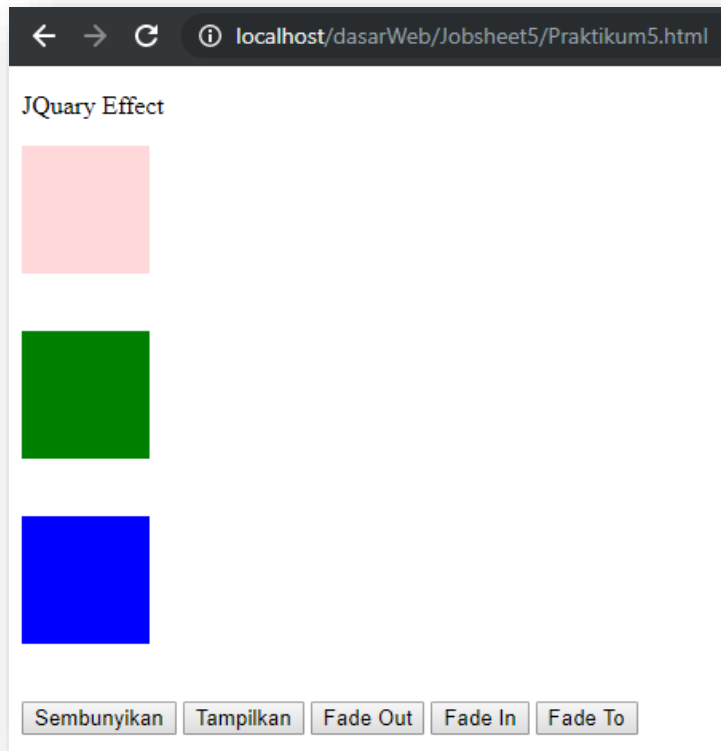 localhost/dasarWeb/Jobsheet5/Praktikum5.html
JQuary Effect
Sembunyikan Tampilkan Fade Out Fade In Fade To